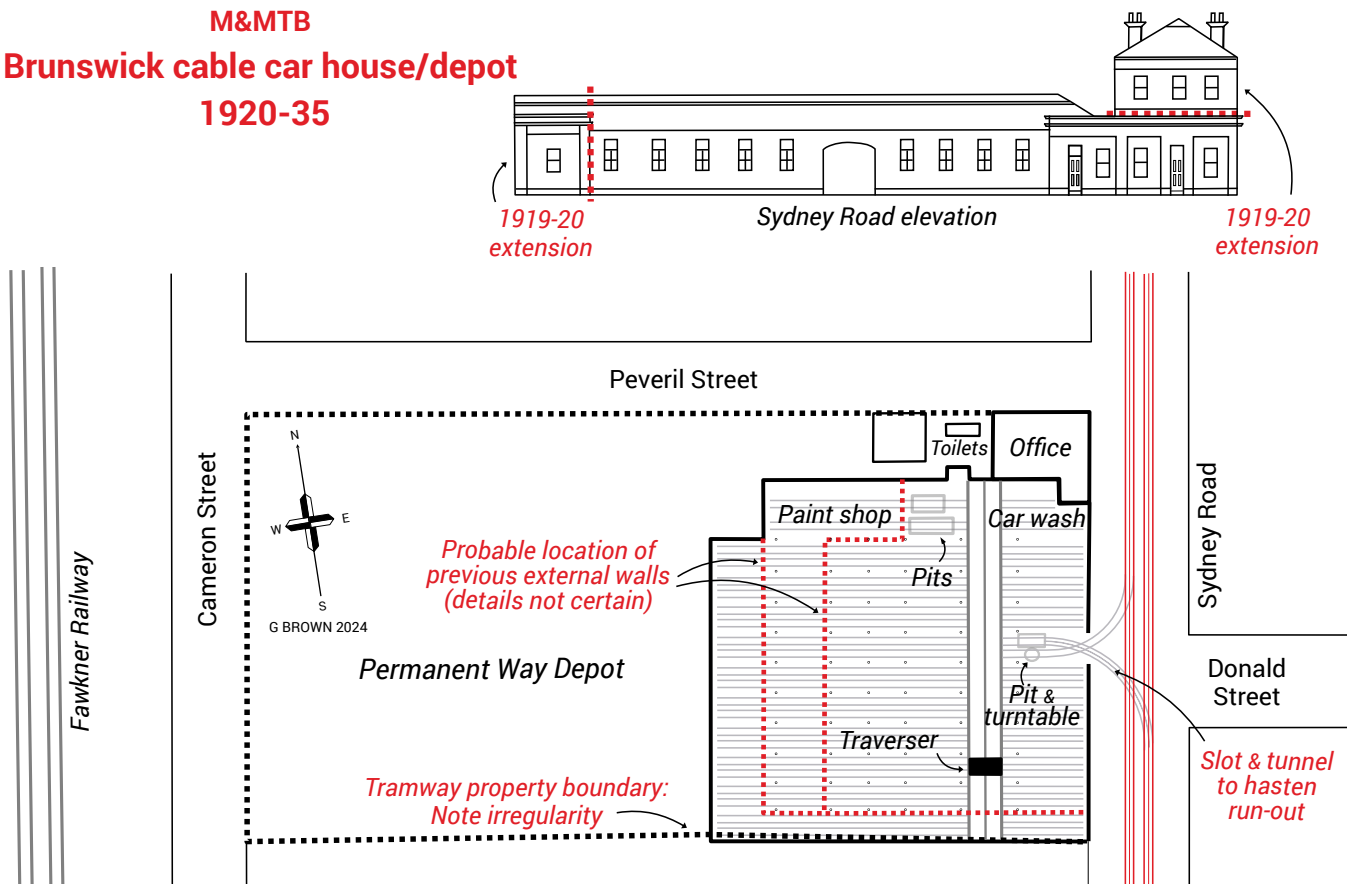 M&MTB
Brunswick cable car house/depot
1920-35
1919-20
extension
Sydney Road elevation
1919-20
extension
Peveril Street
Toilets
Office
N
W
E
S
G BROWN 2024
Cameron Street
Fawkner Railway
Sydney Road
Paint shop
Car wash
Pits
Probable location of
previous external walls
(details not certain)
Permanent Way Depot
Pit &
turntable
Donald
Street
Traverser
Tramway property boundary:
Note irregularity
Slot & tunnel
to hasten
run-out